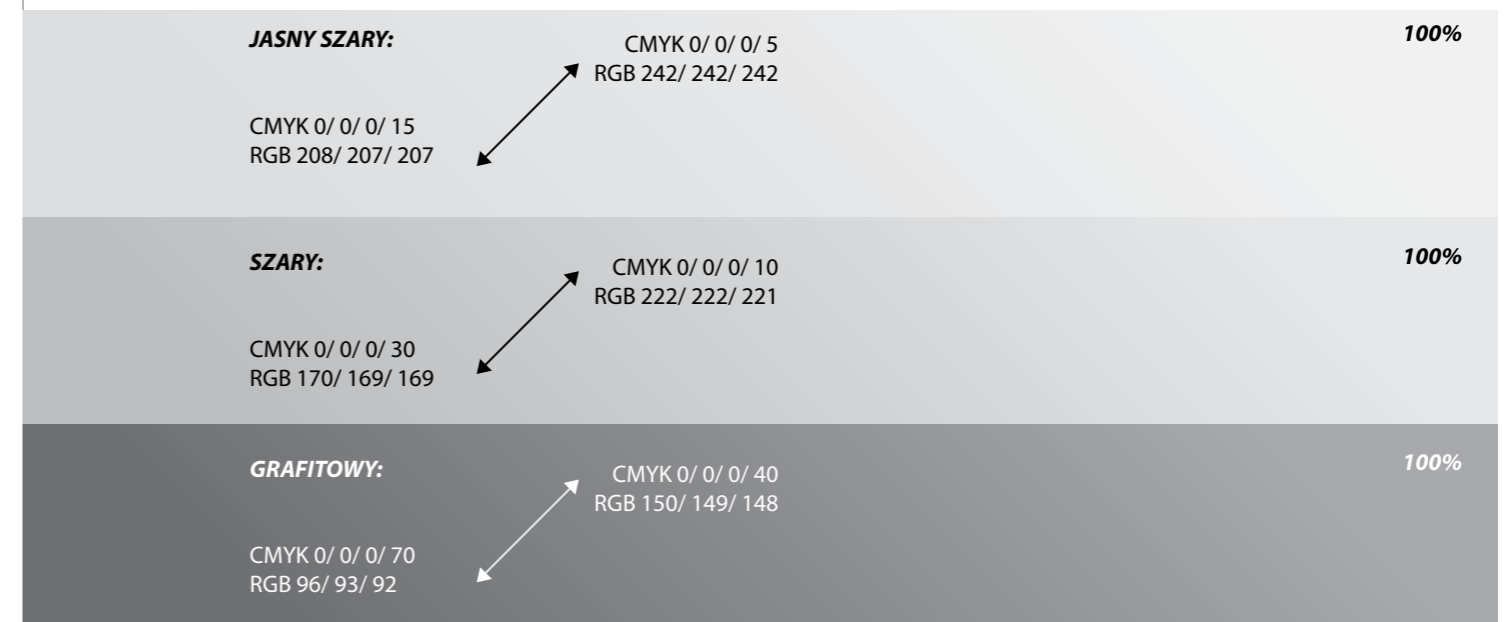 JASNY SZARY:
CMYK 0/ 0/ 0/ 5
RGB 242/ 242/ 242
100%
CMYK 0/ 0/ 0/ 15
RGB 208/ 207/ 207
SZARY:
CMYK 0/ 0/ 0/ 10
RGB 222/ 222/ 221
100%
CMYK 0/ 0/ 0/ 30
RGB 170/ 169/ 169
GRAFITOWY:
CMYK 0/ 0/ 0/ 40
RGB 150/ 149/ 148
100%
CMYK 0/ 0/ 0/ 70
RGB 96/ 93/ 92